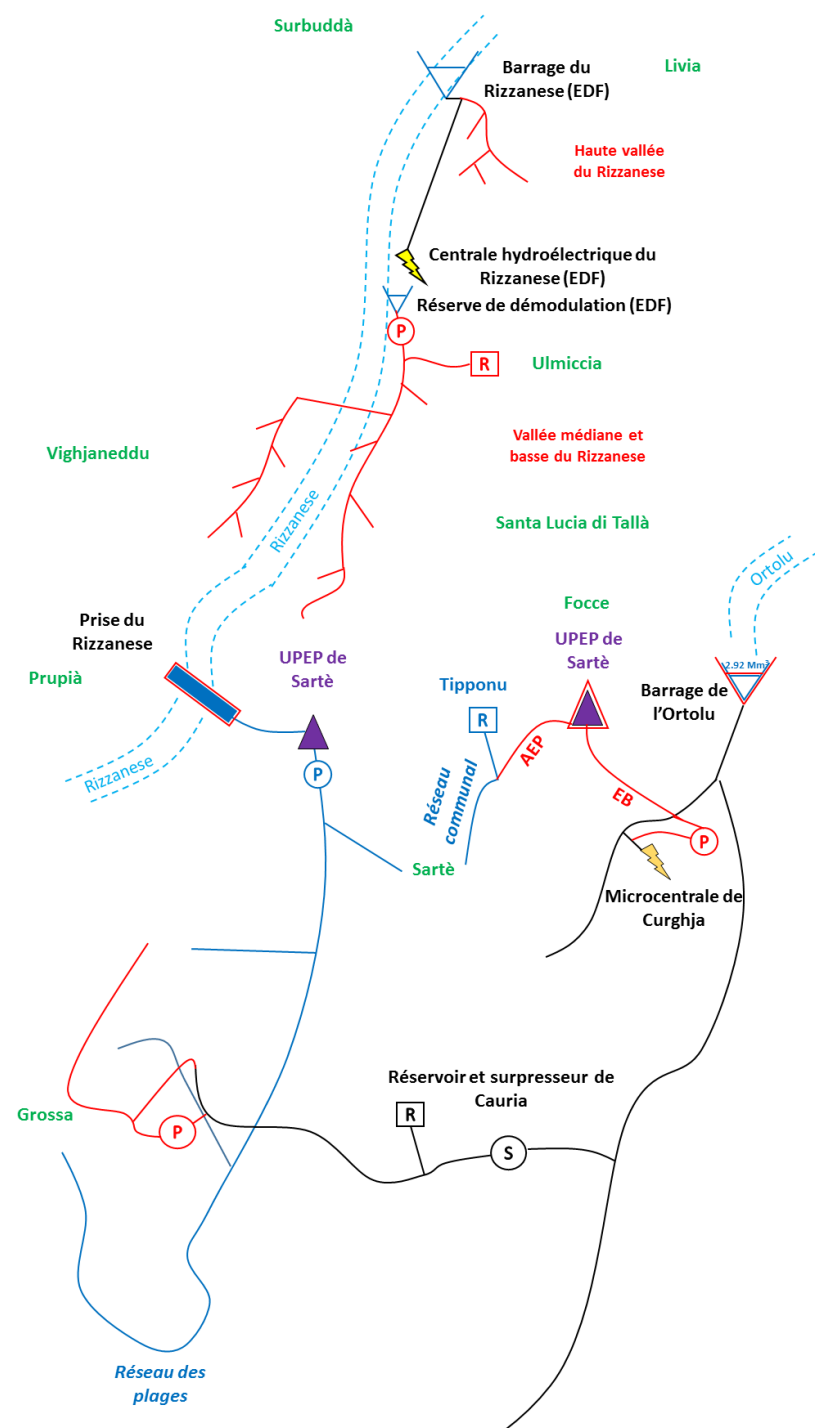 Surbuddà
Barrage du
Rizzanese (EDF)
Livia
Haute vallée
du Rizzanese
Centrale hydroélectrique du
Rizzanese (EDF)
Réserve de démodulation (EDF)
P
R
Ulmiccia
Vallée médiane et
basse du Rizzanese
Vighjaneddu
Rizzanese
Santa Lucia di Tallà
Ortolu
Focce
Prise du
Rizzanese
UPEP de
Sartè
UPEP de
Sartè
Prupià
Tipponu
2.92 Mm³
Barrage de
l’Ortolu
R
AEP
Rizzanese
P
Réseau
communal
EB
P
Sartè
Microcentrale de
Curghja
Réservoir et surpresseur de
Cauria
Grossa
R
P
S
Réseau des
plages